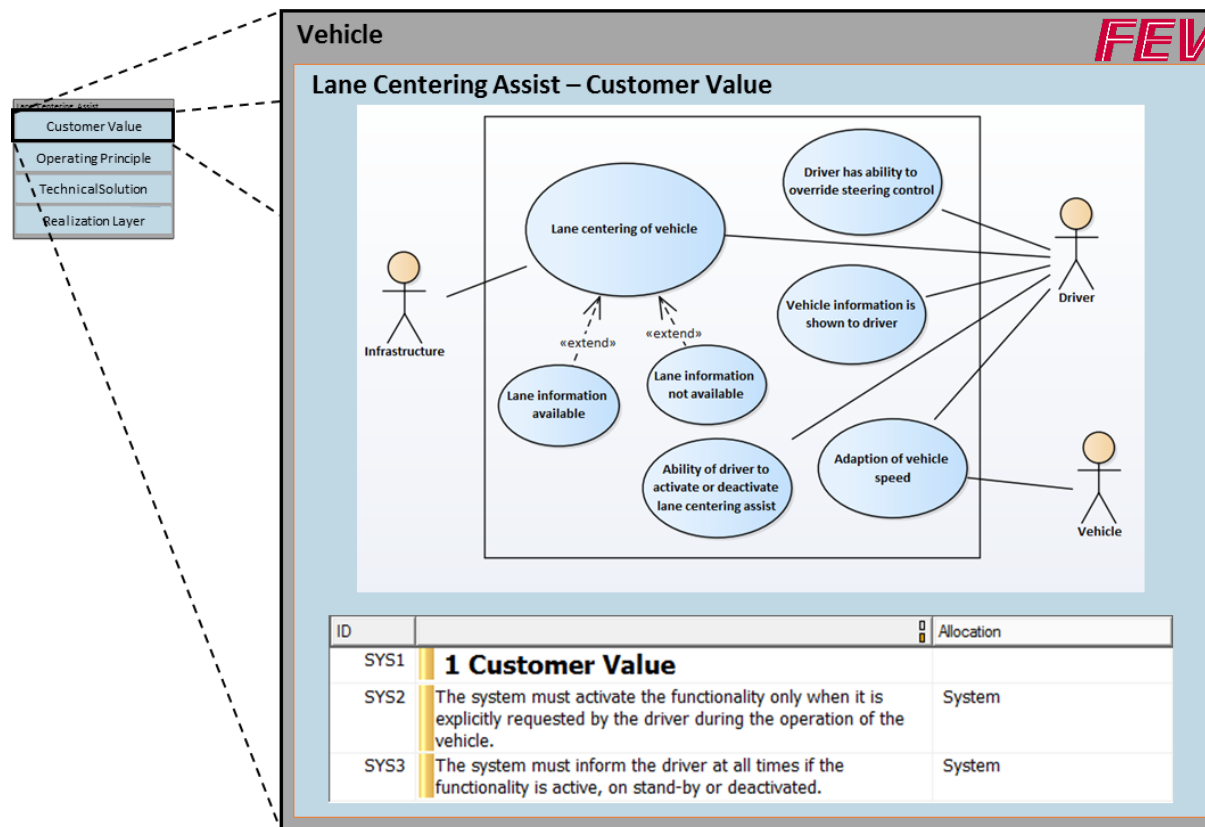 Vehicle
FEV
Lane Centering Assist – Customer Value
Lane Centering Assist
Customer Value
Operating Principle
TechnicalSolution
Realization Layer
Driver has ability to
override steering control
Lane centering of vehicle
Vehicle information is
shown to driver
Driver
Infrastructure
«extend»
«extend»
Lane information
available
Lane information
not available
Ability of driver to
activate or deactivate
lane centering assist
Adaption of vehicle
speed
Vehicle
ID
Allocation
SYS1
1 Customer Value
SYS2
The system must activate the functionality only when it is
explicitly requested by the driver during the operation of the
vehicle.
System
SYS3
The system must inform the driver at all times if the
functionality is active, on stand-by or deactivated.
System